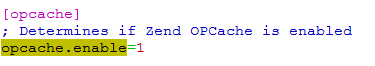 [opcache]
; Determines if Zend OPCache is enabled
opcache.enable=1